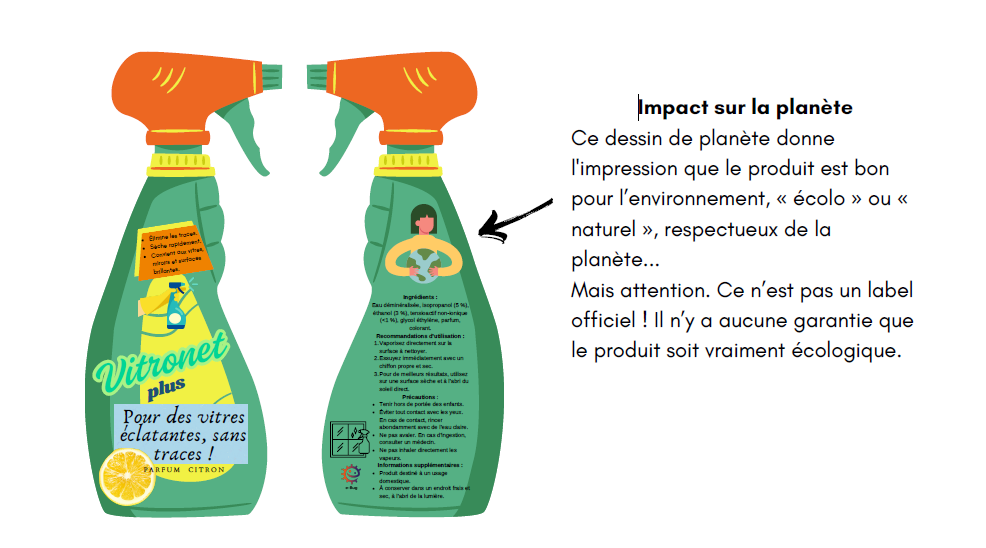 Élimine les traces.
Sèche rapidement.
Convient aux vitres,
miroirs et surfaces
brillantes.
Vitronet
plus
Pour des vitres
éclatantes, sans
traces !
PARFUM CITRON
Ingrédients :
Eau déminéralisée, isopropanol (5 %),
éthanol (3 %), tensioactif non-ionique
(<1 %), glycol éthylène, parfum,
colorant.
Recommandations d'utilisation :
1. Vaporisez directement sur la
surface à nettoyer.
2. Essuyez immédiatement avec un
chiffon propre et sec.
3. Pour de meilleurs résultats, utilisez
sur une surface sèche et à l'abri du
soleil direct.
Précautions :
Tenir hors de portée des enfants.
Éviter tout contact avec les yeux.
En cas de contact, rincer
abondamment avec de l'eau claire.
Ne pas avaler. En cas d'ingestion,
consulter un médecin.
Ne pas inhaler directement les
vapeurs.
Informations supplémentaires :
Produit destiné à un usage
domestique.
À conserver dans un endroit frais et
sec, à l'abri de la lumière.
Impact sur la planète
Ce dessin de planète donne
l'impression que le produit est bon
pour l'environnement, « écolo » ou «
naturel », respectueux de la
planète...
Mais attention. Ce n'est pas un label
officiel ! Il n'y a aucune garantie que
le produit soit vraiment écologique.